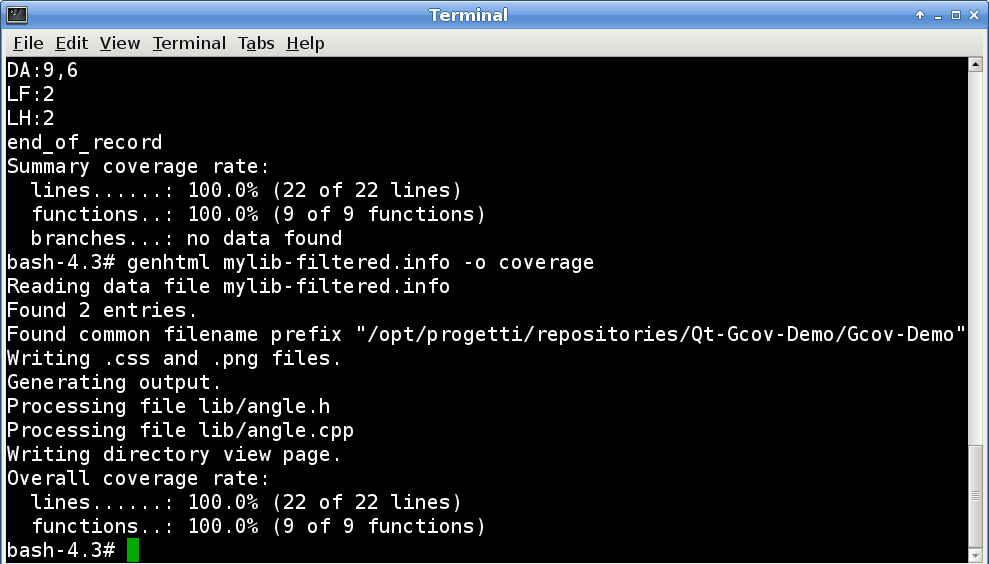 Terminal
File Edit View Terminal Tabs Help
DA:9,6
LF:2
LH:2
end_of_record
Summary coverage rate:
  lines......: 100.0% (22 of 22 lines)
  functions..: 100.0% (9 of 9 functions)
  branches...: no data found
bash-4.3# genhtml mylib-filtered.info -o coverage
Reading data file mylib-filtered.info
Found 2 entries.
Found common filename prefix "/opt/progetti/repositories/Qt-Gcov-Demo/Gcov-Demo"
Writing .css and .png files.
Generating output.
Processing file lib/angle.h
Processing file lib/angle.cpp
Writing directory view page.
Overall coverage rate:
  lines......: 100.0% (22 of 22 lines)
  functions..: 100.0% (9 of 9 functions)
bash-4.3#